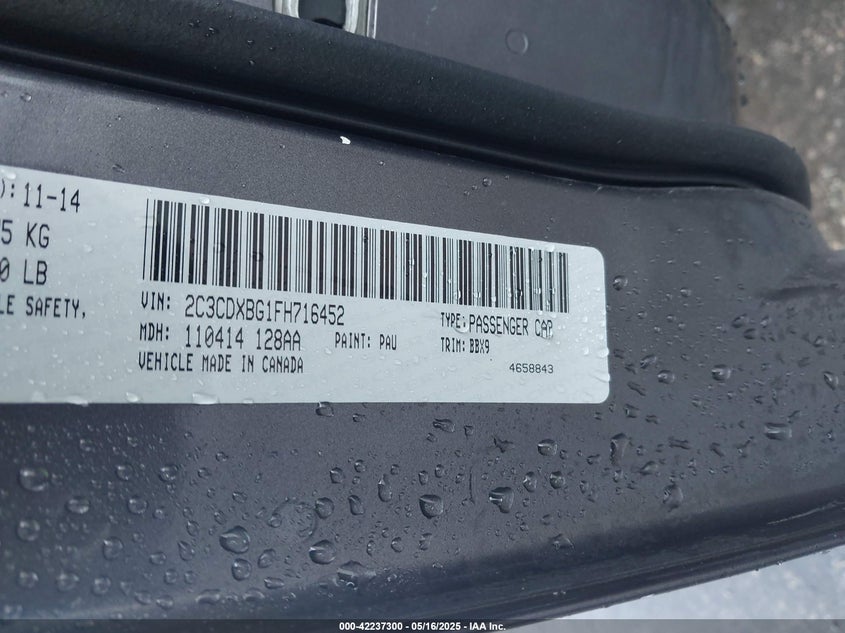 ): 11-14
5 KG
0 LB
LE SAFETY,
VIN: 2C3CDXBG1FH716452
TYPE: PASSENGER CAR
MDH: 110414 128AA
PAINT: PAU
TRIM: BBX9
VEHICLE MADE IN CANADA
4658843
000-42237300 - 05/16/2025 - IAA Inc.